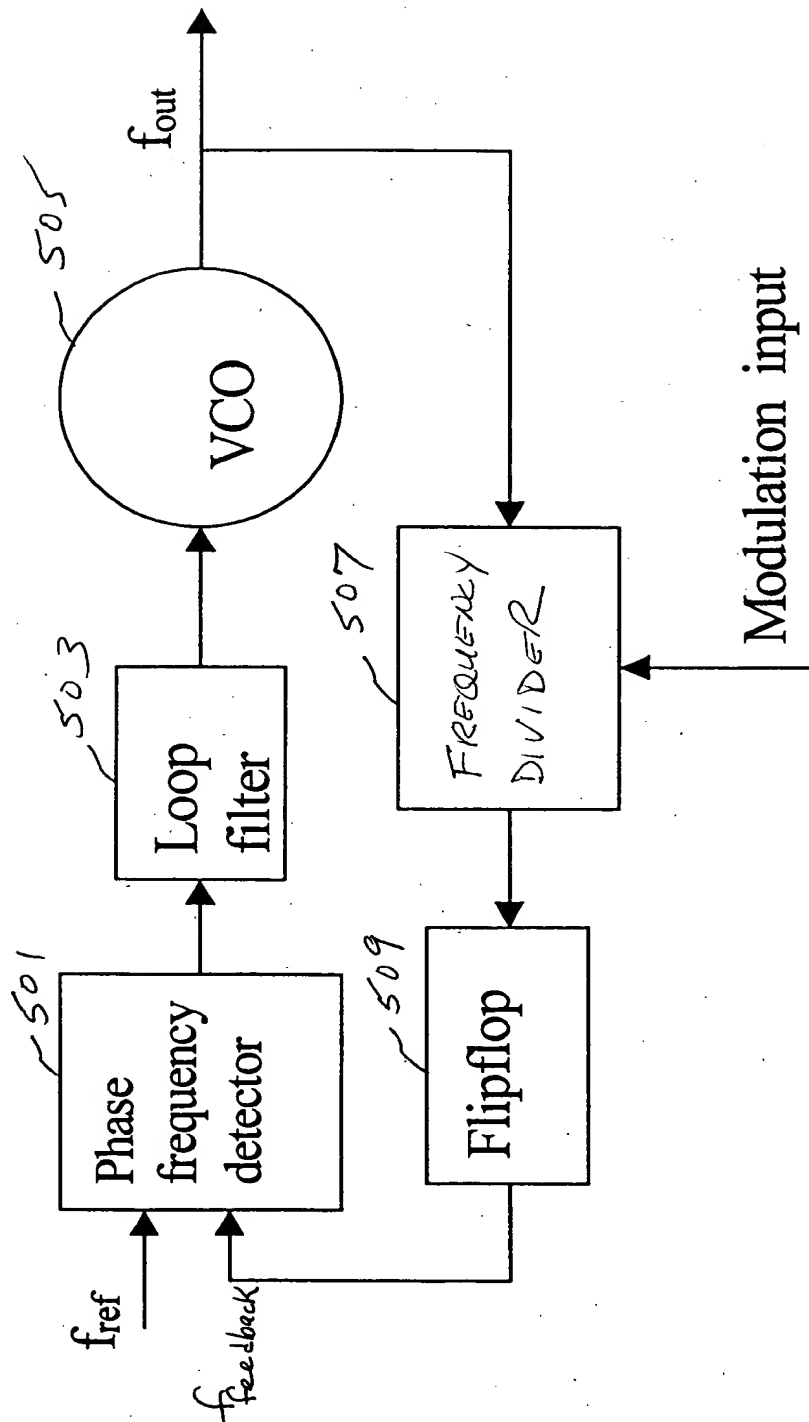 501
Phase
frequency
detector
503
Loop
filter
505
VCO
f_out
f_ref
f_feedback
509
Flipflop
507
FREQUENCY
DIVIDER
Modulation input